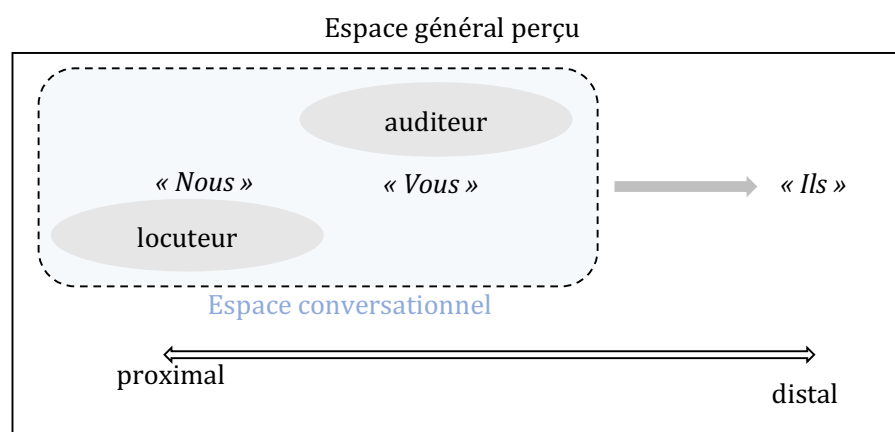 Espace général perçu
auditeur
« Nous »
« Vous »
« Ils »
locuteur
Espace conversationnel
proximal
distal